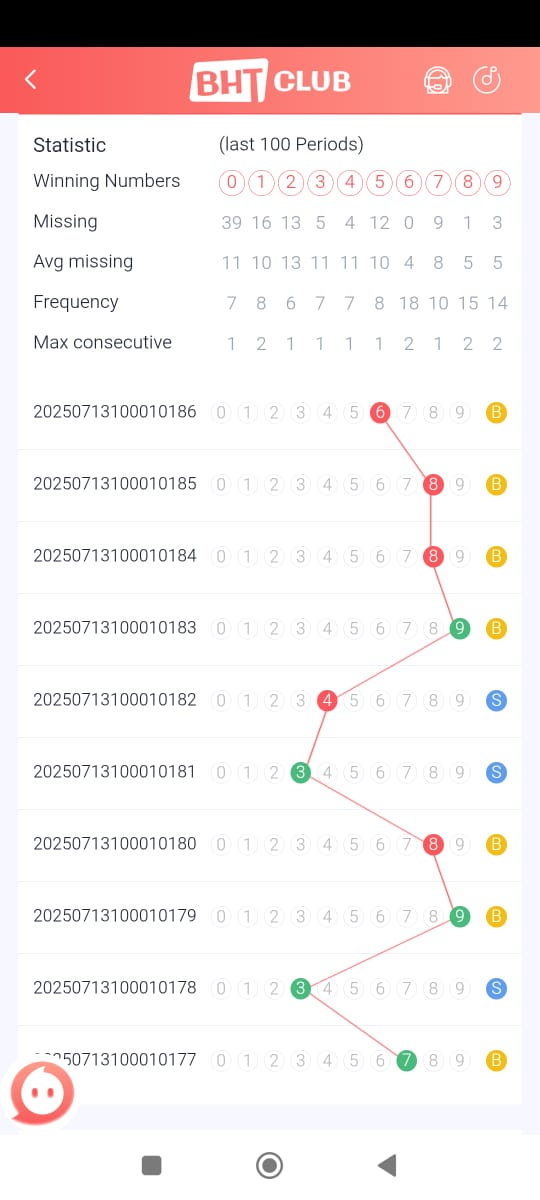 BHT CLUB
Statistic (last 100 Periods)
Winning Numbers 0 1 2 3 4 5 6 7 8 9
Missing 39 16 13 5 4 12 0 9 1 3
Avg missing 11 10 13 11 11 10 4 8 5 5
Frequency 7 8 6 7 7 8 18 10 15 14
Max consecutive 1 2 1 1 1 1 2 1 2 2
20250713100010186 0 1 2 3 4 5 6 7 8 9 B
20250713100010185 0 1 2 3 4 5 6 7 8 9 B
20250713100010184 0 1 2 3 4 5 6 7 8 9 B
20250713100010183 0 1 2 3 4 5 6 7 8 9 B
20250713100010182 0 1 2 3 4 5 6 7 8 9 S
20250713100010181 0 1 2 3 4 5 6 7 8 9 S
20250713100010180 0 1 2 3 4 5 6 7 8 9 B
20250713100010179 0 1 2 3 4 5 6 7 8 9 B
20250713100010178 0 1 2 3 4 5 6 7 8 9 S
20250713100010177 0 1 2 3 4 5 6 7 8 9 B